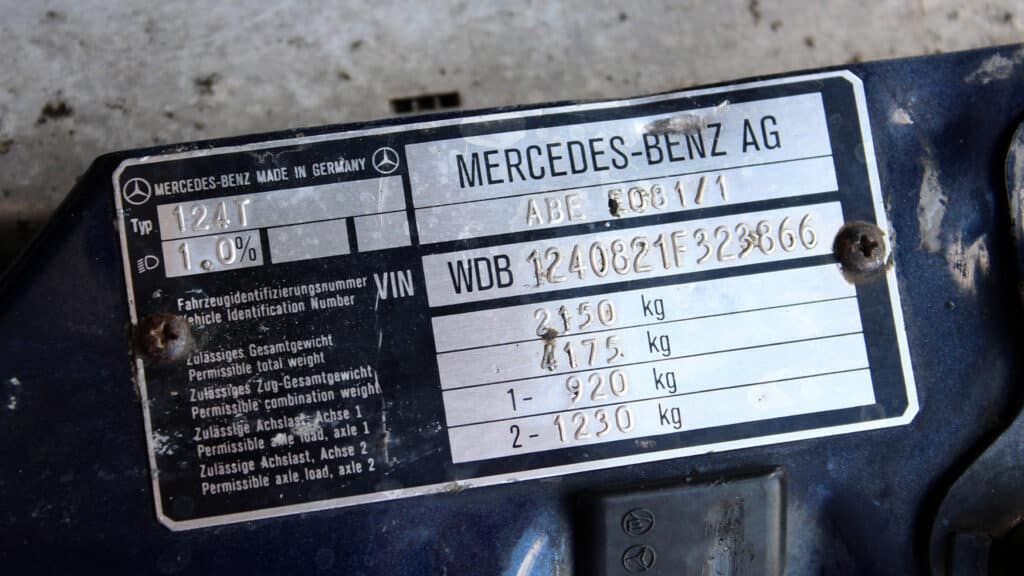 MERCEDES-BENZ MADE IN GERMANY
Typ 124T
1.0%
MERCEDES-BENZ AG
ABE E081/1
Fahrzeugidentifizierungsnummer
Vehicle Identification Number
VIN WDB 1240821F323866
Zulässiges Gesamtgewicht
Permissible total weight
2150 kg
Zulässiges Zug-Gesamtgewicht
Permissible combination weight
4175 kg
Zulässige Achslast, Achse 1
Permissible axle load, axle 1
1- 920 kg
Zulässige Achslast, Achse 2
Permissible axle load, axle 2
2- 1230 kg